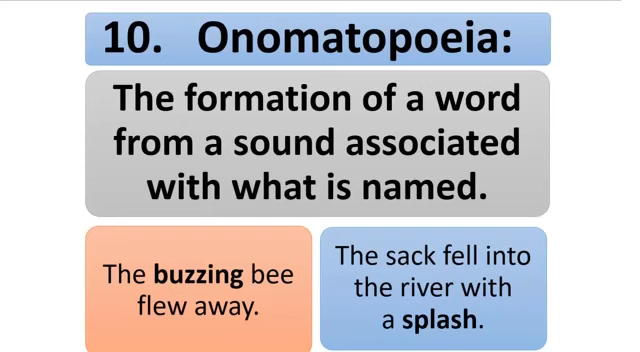 10. Onomatopoeia:
The formation of a word
from a sound associated
with what is named.
The buzzing bee
flew away.
The sack fell into
the river with
a splash.